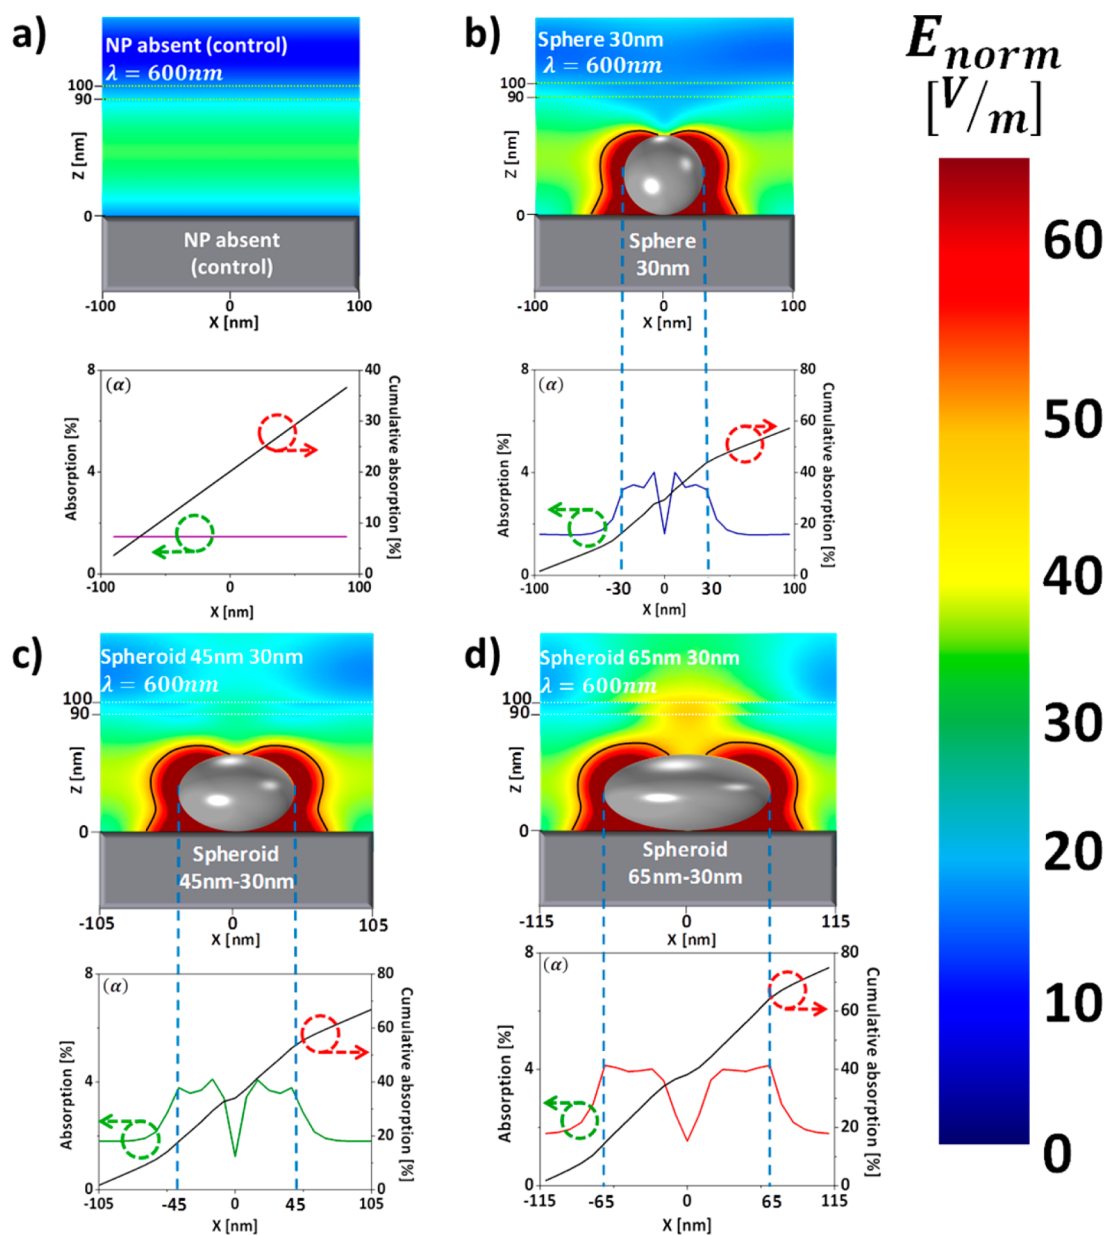 a)
NP absent (control)
λ = 600nm
100
90
Z [nm]
0
NP absent
(control)
-100
0
100
X [nm]
8
(α)
40
Absorption [%]
30
4
20
10
0
0
Cumulative absorption
[%]
-100
0
100
X [nm]
b)
Sphere 30nm
λ = 600nm
100
90
Z [nm]
0
Sphere
30nm
-100
0
100
X [nm]
8
(α)
80
Absorption [%]
60
4
40
20
0
0
Cumulative absorption
[%]
-100
-30
0
30
100
X [nm]
E norm
[V/m]
60
50
40
30
20
10
0
c)
Spheroid 45nm 30nm
λ = 600nm
100
90
Z [nm]
0
Spheroid
45nm-30nm
-105
0
105
X [nm]
8
(α)
80
Absorption [%]
60
4
40
20
0
0
Cumulative absorption
[%]
-105
-45
0
45
105
X [nm]
d)
Spheroid 65nm 30nm
λ = 600nm
100
90
Z [nm]
0
Spheroid
65nm-30nm
-115
0
115
X [nm]
8
(α)
80
Absorption [%]
60
4
40
20
0
0
Cumulative absorption
[%]
-115
-65
0
65
115
X [nm]